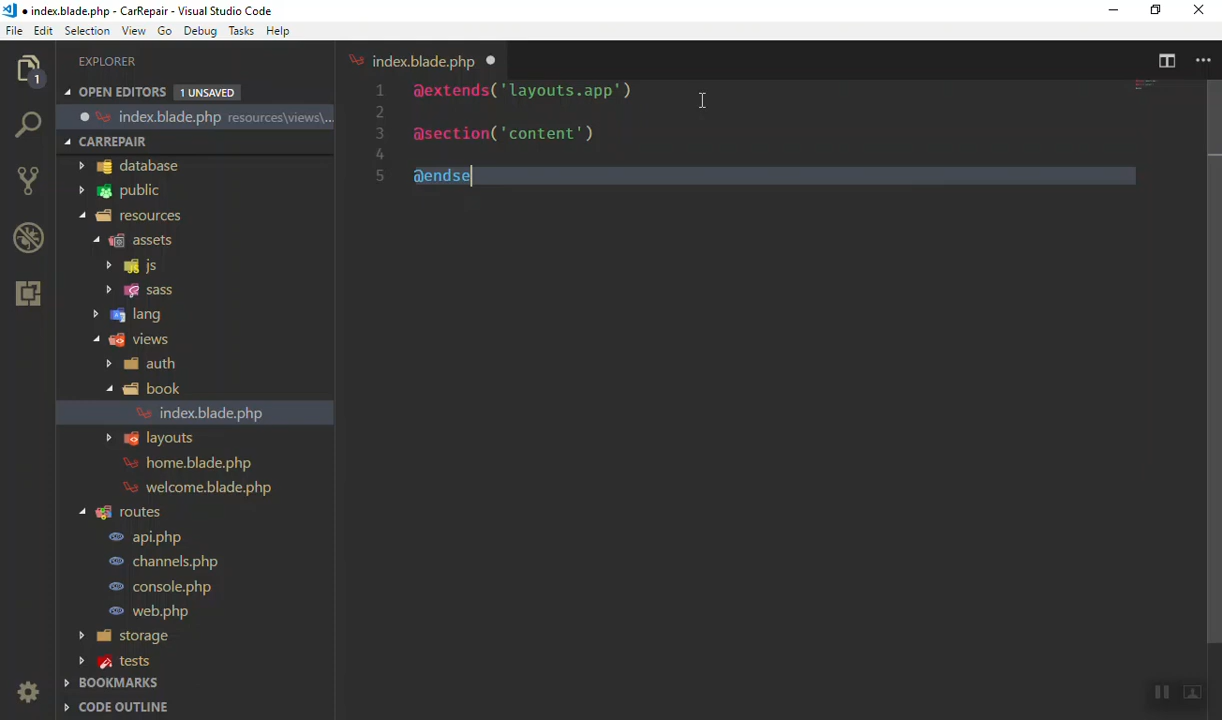 • index.blade.php - CarRepair - Visual Studio Code
File Edit Selection View Go Debug Tasks Help
EXPLORER
index.blade.php
OPEN EDITORS 1 UNSAVED
index.blade.php resources\views\...
CARREPAIR
database
public
resources
assets
js
sass
lang
views
auth
book
index.blade.php
layouts
home.blade.php
welcome.blade.php
routes
api.php
channels.php
console.php
web.php
storage
tests
BOOKMARKS
CODE OUTLINE
1
1 @extends('layouts.app')
2
3 @section('content')
4
5 @endse